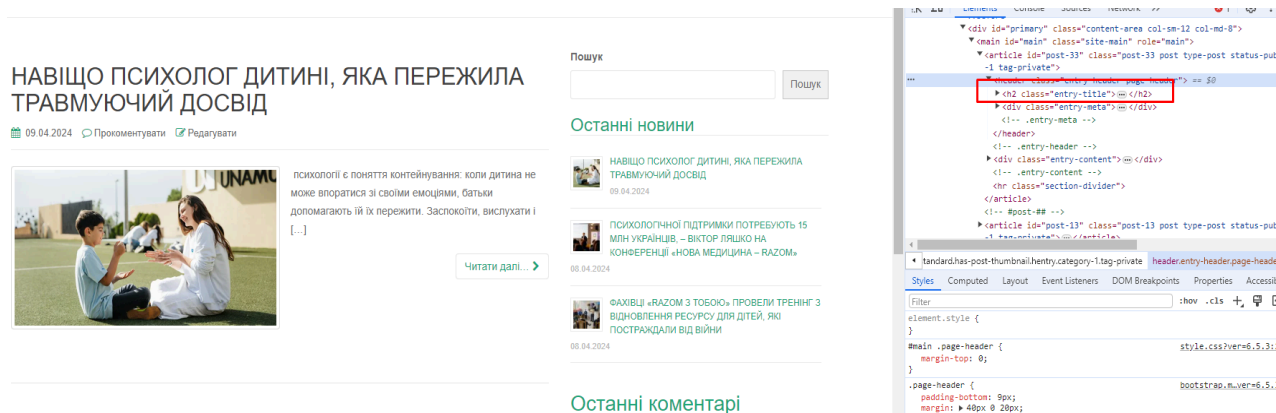 НАВІЩО ПСИХОЛОГ ДИТИНІ, ЯКА ПЕРЕЖИЛА
ТРАВМУЮЧИЙ ДОСВІД
09.04.2024 Прокоментувати Редагувати
UNAMU
психології є поняття контейнування: коли дитина не
може впоратися зі своїми емоціями, батьки
допомагають їй їх пережити. Заспокоїти, вислухати і
[…]
Читати далі...
Пошук
Пошук
Останні новини
НАВІЩО ПСИХОЛОГ ДИТИНІ, ЯКА ПЕРЕЖИЛА
ТРАВМУЮЧИЙ ДОСВІД
09.04.2024
ПСИХОЛОГІЧНОЇ ПІДТРИМКИ ПОТРЕБУЮТЬ 15
МЛН УКРАЇНЦІВ, – ВІКТОР ЛЯШКО НА
КОНФЕРЕНЦІЇ «НОВА МЕДИЦИНА – RAZOM»
08.04.2024
ФАХІВЦІ «RAZOM З ТОБОЮ» ПРОВЕЛИ ТРЕНІНГ З
ВІДНОВЛЕННЯ РЕСУРСУ ДЛЯ ДІТЕЙ, ЯКІ
ПОСТРАЖДАЛИ ВІД ВІЙНИ
08.04.2024
Останні коментарі
Elements Console Sources Network
<div id="primary" class="content-area col-sm-12 col-md-8">
<main id="main" class="site-main" role="main">
<article id="post-33" class="post-33 post type-post status-pub
-1 tag-private">
<header class="entry-header page-header"> == $0
<h2 class="entry-title"> … </h2>
<div class="entry-meta"> … </div>
<!-- .entry-meta -->
</header>
<!-- .entry-header -->
<div class="entry-content"> … </div>
<!-- .entry-content -->
<hr class="section-divider">
</article>
<!-- #post-## -->
<article id="post-13" class="post-13 post type-post status-pub
-1 tag-private"> … </article>
tandard.has-post-thumbnail.hentry.category-1.tag-private header.entry-header.page-heade
Styles Computed Layout Event Listeners DOM Breakpoints Properties Accessib
Filter :hov .cls
element.style {
}
#main .page-header { style.css?ver=6.5.3:
margin-top: 0;
}
.page-header { bootstrap.m…ver=6.5.
padding-bottom: 9px;
margin: 40px 0 20px;